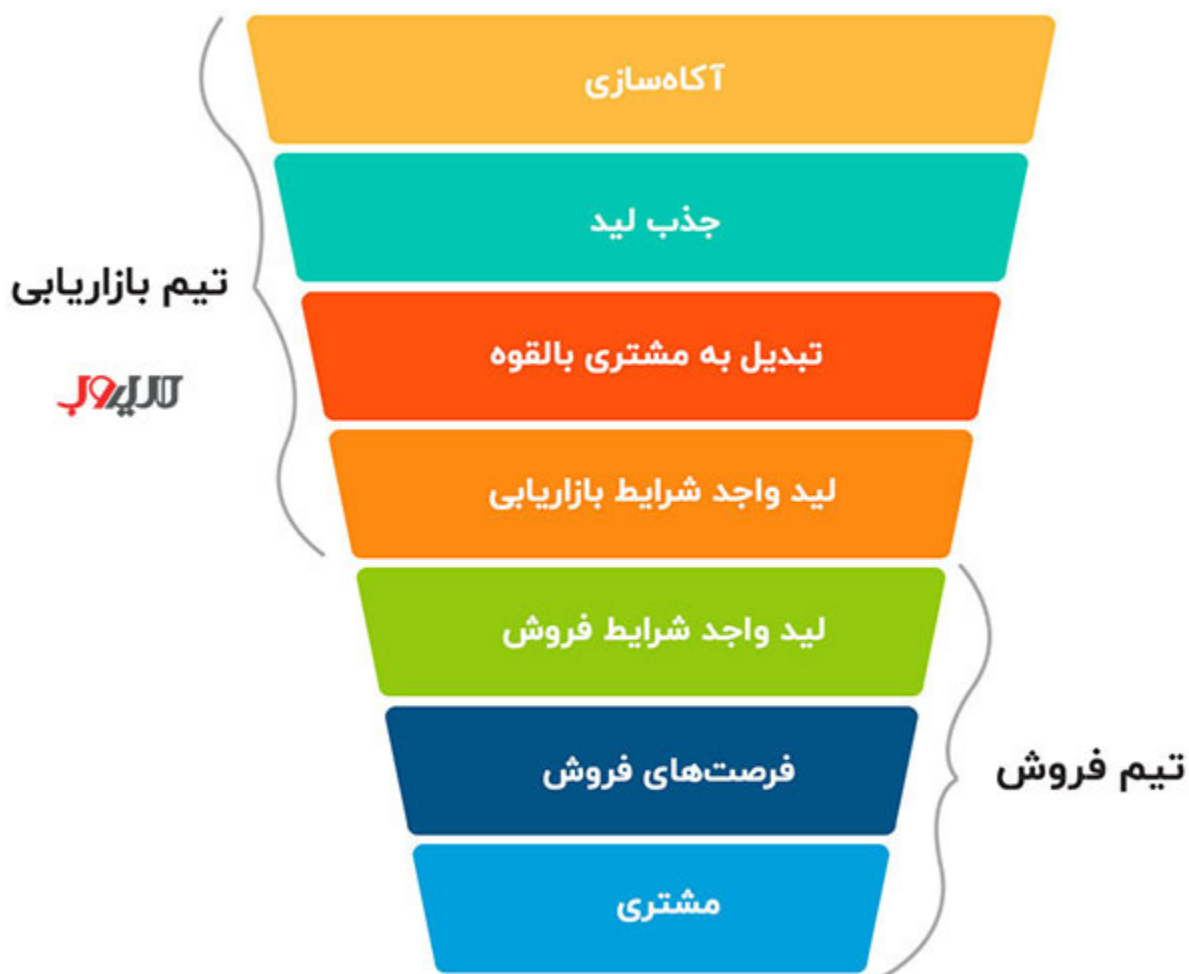 آگاه‌سازی
جذب لید
تیم بازاریابی
تبدیل به مشتری بالقوه
لید واجد شرایط بازاریابی
لید واجد شرایط فروش
فرصت‌های فروش
تیم فروش
مشتری